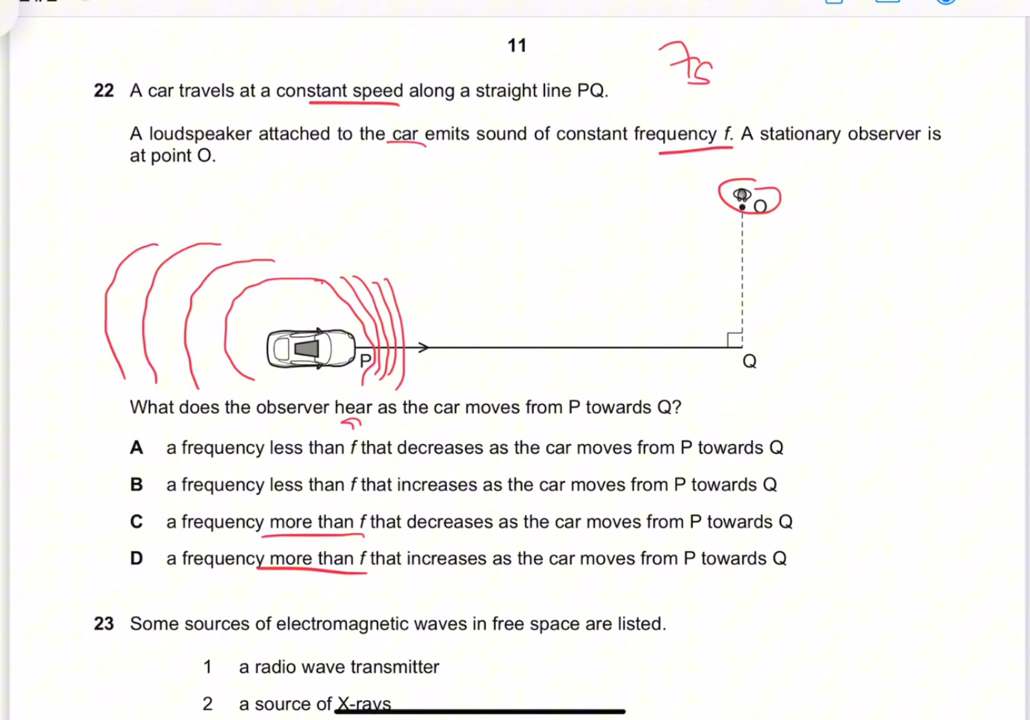 11
7s
22 A car travels at a constant speed along a straight line PQ.
A loudspeaker attached to the car emits sound of constant frequency f. A stationary observer is
at point O.
O
P
Q
What does the observer hear as the car moves from P towards Q?
A a frequency less than f that decreases as the car moves from P towards Q
B a frequency less than f that increases as the car moves from P towards Q
C a frequency more than f that decreases as the car moves from P towards Q
D a frequency more than f that increases as the car moves from P towards Q
23 Some sources of electromagnetic waves in free space are listed.
1 a radio wave transmitter
2 a source of X-rays